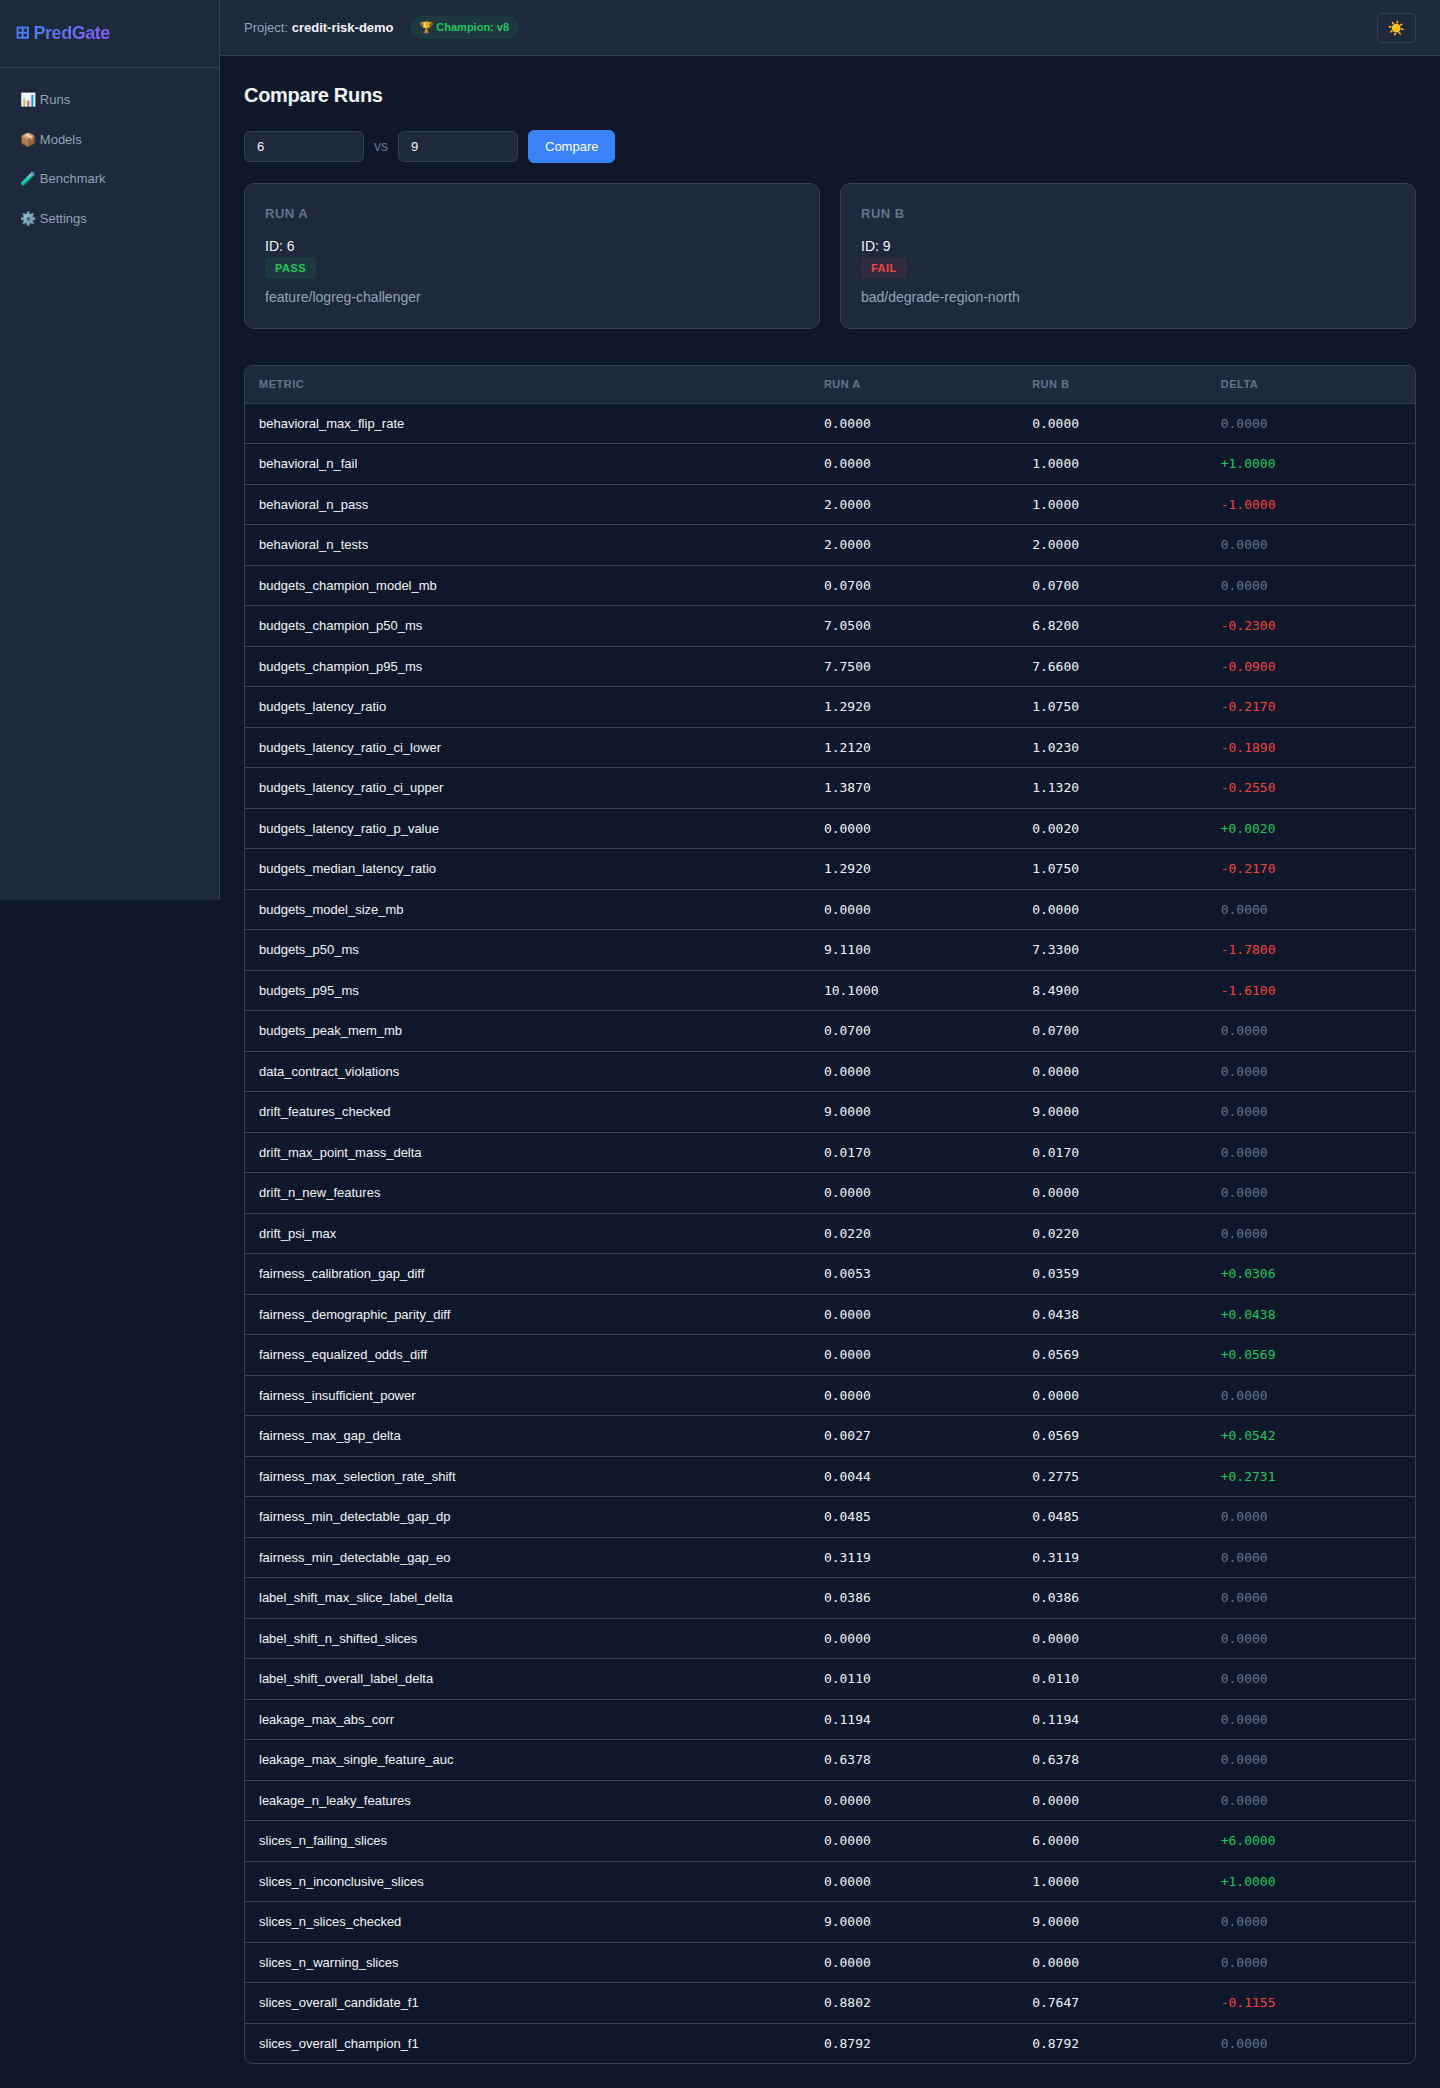 ⊞ PredGate
Project: credit-risk-demo 🏆 Champion: v8 ☀️
📊 Runs
📦 Models
🧪 Benchmark
⚙️ Settings
Compare Runs
6 vs 9 Compare
RUN A
ID: 6
PASS
feature/logreg-challenger
RUN B
ID: 9
FAIL
bad/degrade-region-north
METRIC RUN A RUN B DELTA
behavioral_max_flip_rate 0.0000 0.0000 0.0000
behavioral_n_fail 0.0000 1.0000 +1.0000
behavioral_n_pass 2.0000 1.0000 -1.0000
behavioral_n_tests 2.0000 2.0000 0.0000
budgets_champion_model_mb 0.0700 0.0700 0.0000
budgets_champion_p50_ms 7.0500 6.8200 -0.2300
budgets_champion_p95_ms 7.7500 7.6600 -0.0900
budgets_latency_ratio 1.2920 1.0750 -0.2170
budgets_latency_ratio_ci_lower 1.2120 1.0230 -0.1890
budgets_latency_ratio_ci_upper 1.3870 1.1320 -0.2550
budgets_latency_ratio_p_value 0.0000 0.0020 +0.0020
budgets_median_latency_ratio 1.2920 1.0750 -0.2170
budgets_model_size_mb 0.0000 0.0000 0.0000
budgets_p50_ms 9.1100 7.3300 -1.7800
budgets_p95_ms 10.1000 8.4900 -1.6100
budgets_peak_mem_mb 0.0700 0.0700 0.0000
data_contract_violations 0.0000 0.0000 0.0000
drift_features_checked 9.0000 9.0000 0.0000
drift_max_point_mass_delta 0.0170 0.0170 0.0000
drift_n_new_features 0.0000 0.0000 0.0000
drift_psi_max 0.0220 0.0220 0.0000
fairness_calibration_gap_diff 0.0053 0.0359 +0.0306
fairness_demographic_parity_diff 0.0000 0.0438 +0.0438
fairness_equalized_odds_diff 0.0000 0.0569 +0.0569
fairness_insufficient_power 0.0000 0.0000 0.0000
fairness_max_gap_delta 0.0027 0.0569 +0.0542
fairness_max_selection_rate_shift 0.0044 0.2775 +0.2731
fairness_min_detectable_gap_dp 0.0485 0.0485 0.0000
fairness_min_detectable_gap_eo 0.3119 0.3119 0.0000
label_shift_max_slice_label_delta 0.0386 0.0386 0.0000
label_shift_n_shifted_slices 0.0000 0.0000 0.0000
label_shift_overall_label_delta 0.0110 0.0110 0.0000
leakage_max_abs_corr 0.1194 0.1194 0.0000
leakage_max_single_feature_auc 0.6378 0.6378 0.0000
leakage_n_leaky_features 0.0000 0.0000 0.0000
slices_n_failing_slices 0.0000 6.0000 +6.0000
slices_n_inconclusive_slices 0.0000 1.0000 +1.0000
slices_n_slices_checked 9.0000 9.0000 0.0000
slices_n_warning_slices 0.0000 0.0000 0.0000
slices_overall_candidate_f1 0.8802 0.7647 -0.1155
slices_overall_champion_f1 0.8792 0.8792 0.0000